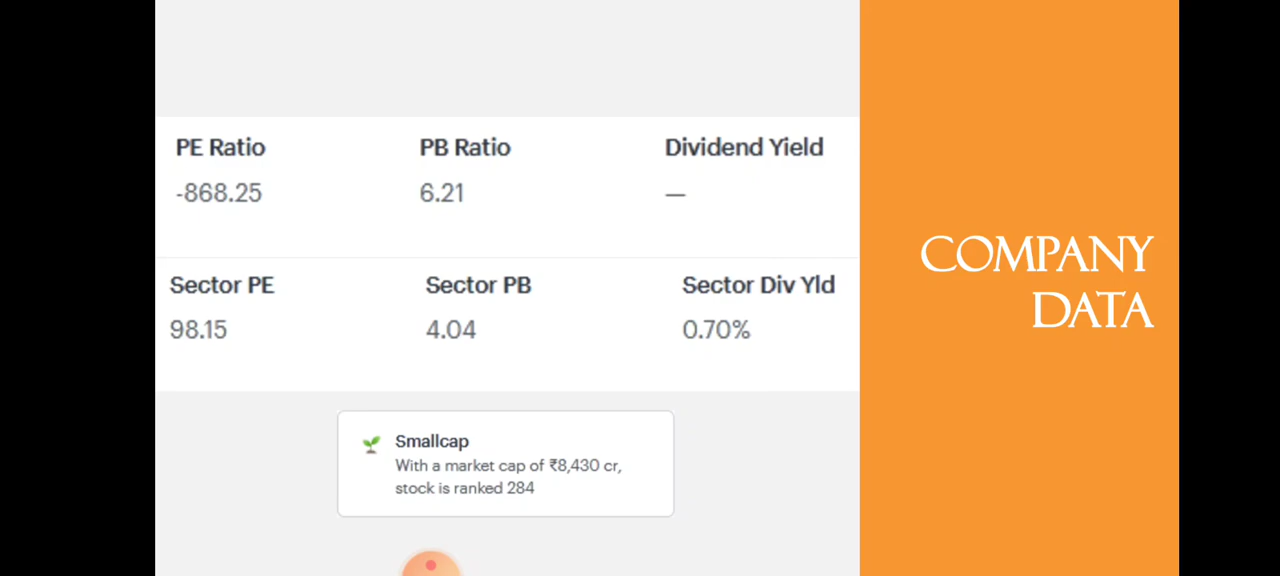 PE Ratio PB Ratio Dividend Yield
-868.25 6.21 —
Sector PE Sector PB Sector Div Yld
98.15 4.04 0.70%
Smallcap
With a market cap of ₹8,430 cr,
stock is ranked 284
COMPANY
DATA